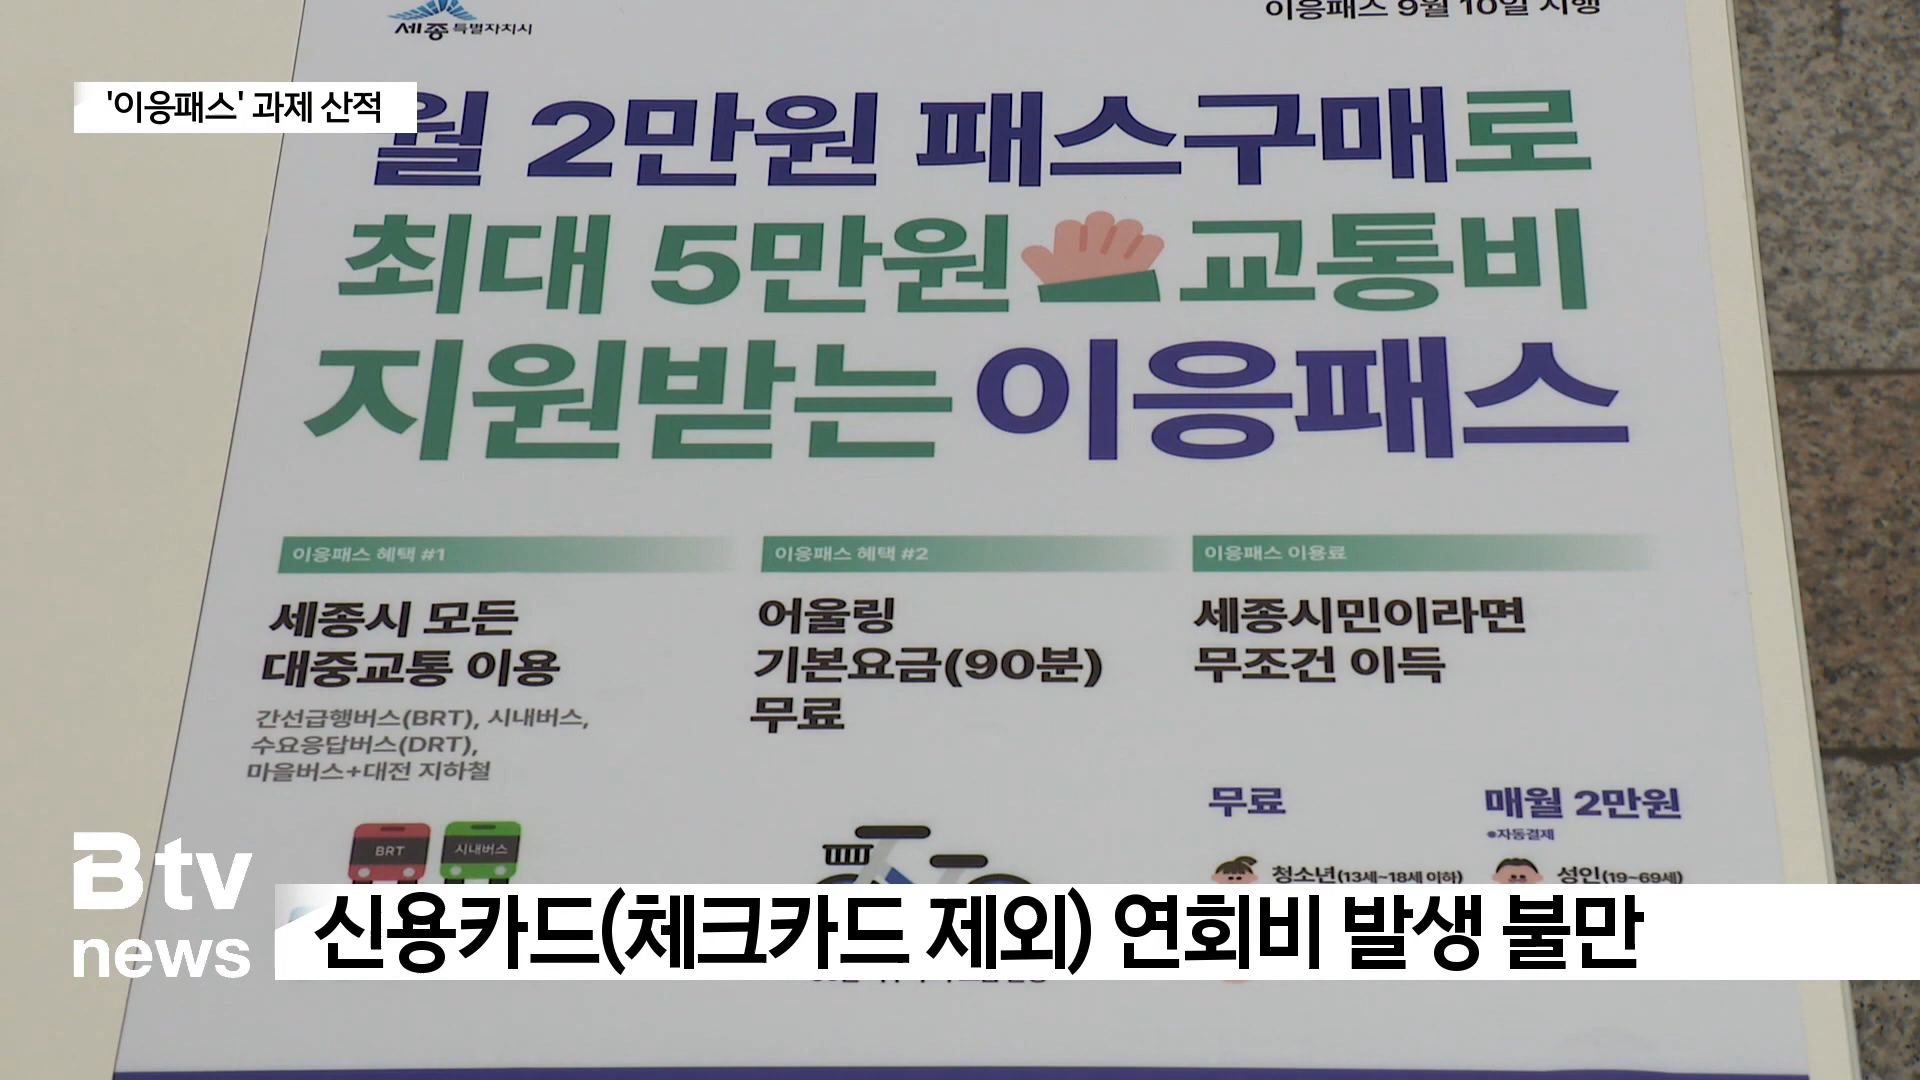 세종특별자치시
이응패스 9월 10일 시행
'이응패스' 과제 산적
월 2만원 패스구매로
최대 5만원 교통비
지원받는 이응패스
이응패스 혜택 #1
세종시 모든
대중교통 이용
간선급행버스(BRT), 시내버스,
수요응답버스(DRT),
마을버스+대전 지하철
BRT
시내버스
이응패스 혜택 #2
어울링
기본요금(90분)
무료
이응패스 이용료
세종시민이라면
무조건 이득
무료
청소년(13세~18세 이하)
매월 2만원
*자동결제
성인(19~69세)
B tv
news
신용카드(체크카드 제외) 연회비 발생 불만